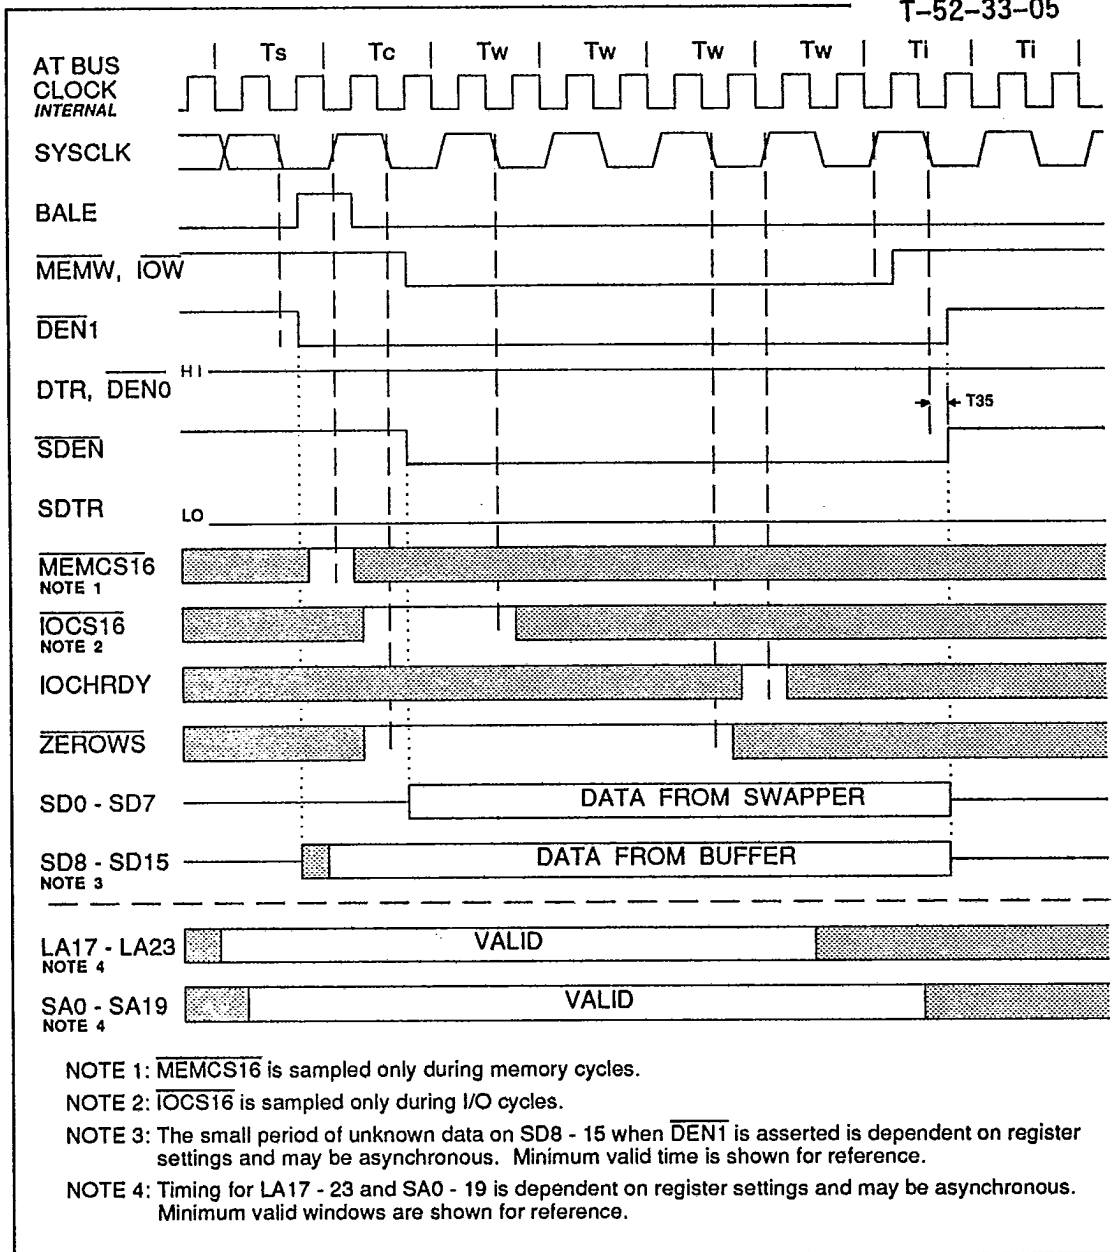 T-52-33-05
Ts Tc Tw Tw Tw Tw Ti Ti
AT BUS
CLOCK
INTERNAL
SYSCLK
BALE
MEMW, IOW
DEN1
DTR, DEN0 HI
T35
SDEN
SDTR LO
MEMCS16
NOTE 1
IOCS16
NOTE 2
IOCHRDY
ZEROWS
SD0 - SD7 DATA FROM SWAPPER
SD8 - SD15 DATA FROM BUFFER
NOTE 3
LA17 - LA23 VALID
NOTE 4
SA0 - SA19 VALID
NOTE 4
NOTE 1: MEMCS16 is sampled only during memory cycles.
NOTE 2: IOCS16 is sampled only during I/O cycles.
NOTE 3: The small period of unknown data on SD8 - 15 when DEN1 is asserted is dependent on register
settings and may be asynchronous. Minimum valid time is shown for reference.
NOTE 4: Timing for LA17 - 23 and SA0 - 19 is dependent on register settings and may be asynchronous.
Minimum valid windows are shown for reference.